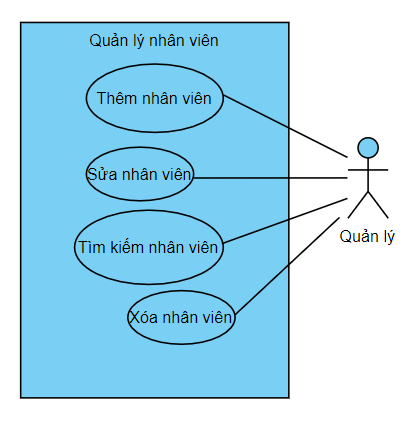 Quản lý nhân viên
Thêm nhân viên
Sửa nhân viên
Tìm kiếm nhân viên
Xóa nhân viên
Quản lý